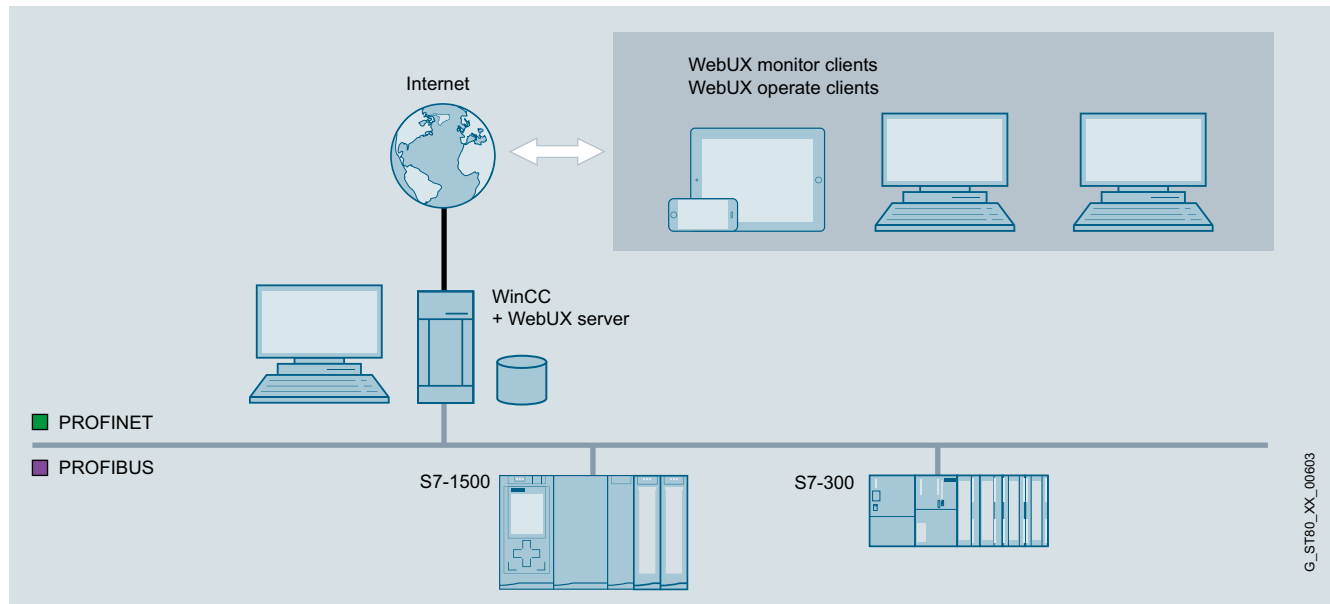 WebUX monitor clients
WebUX operate clients
Internet
WinCC
+ WebUX server
PROFINET
PROFIBUS
S7-1500
S7-300
G_ST80_XX_00603